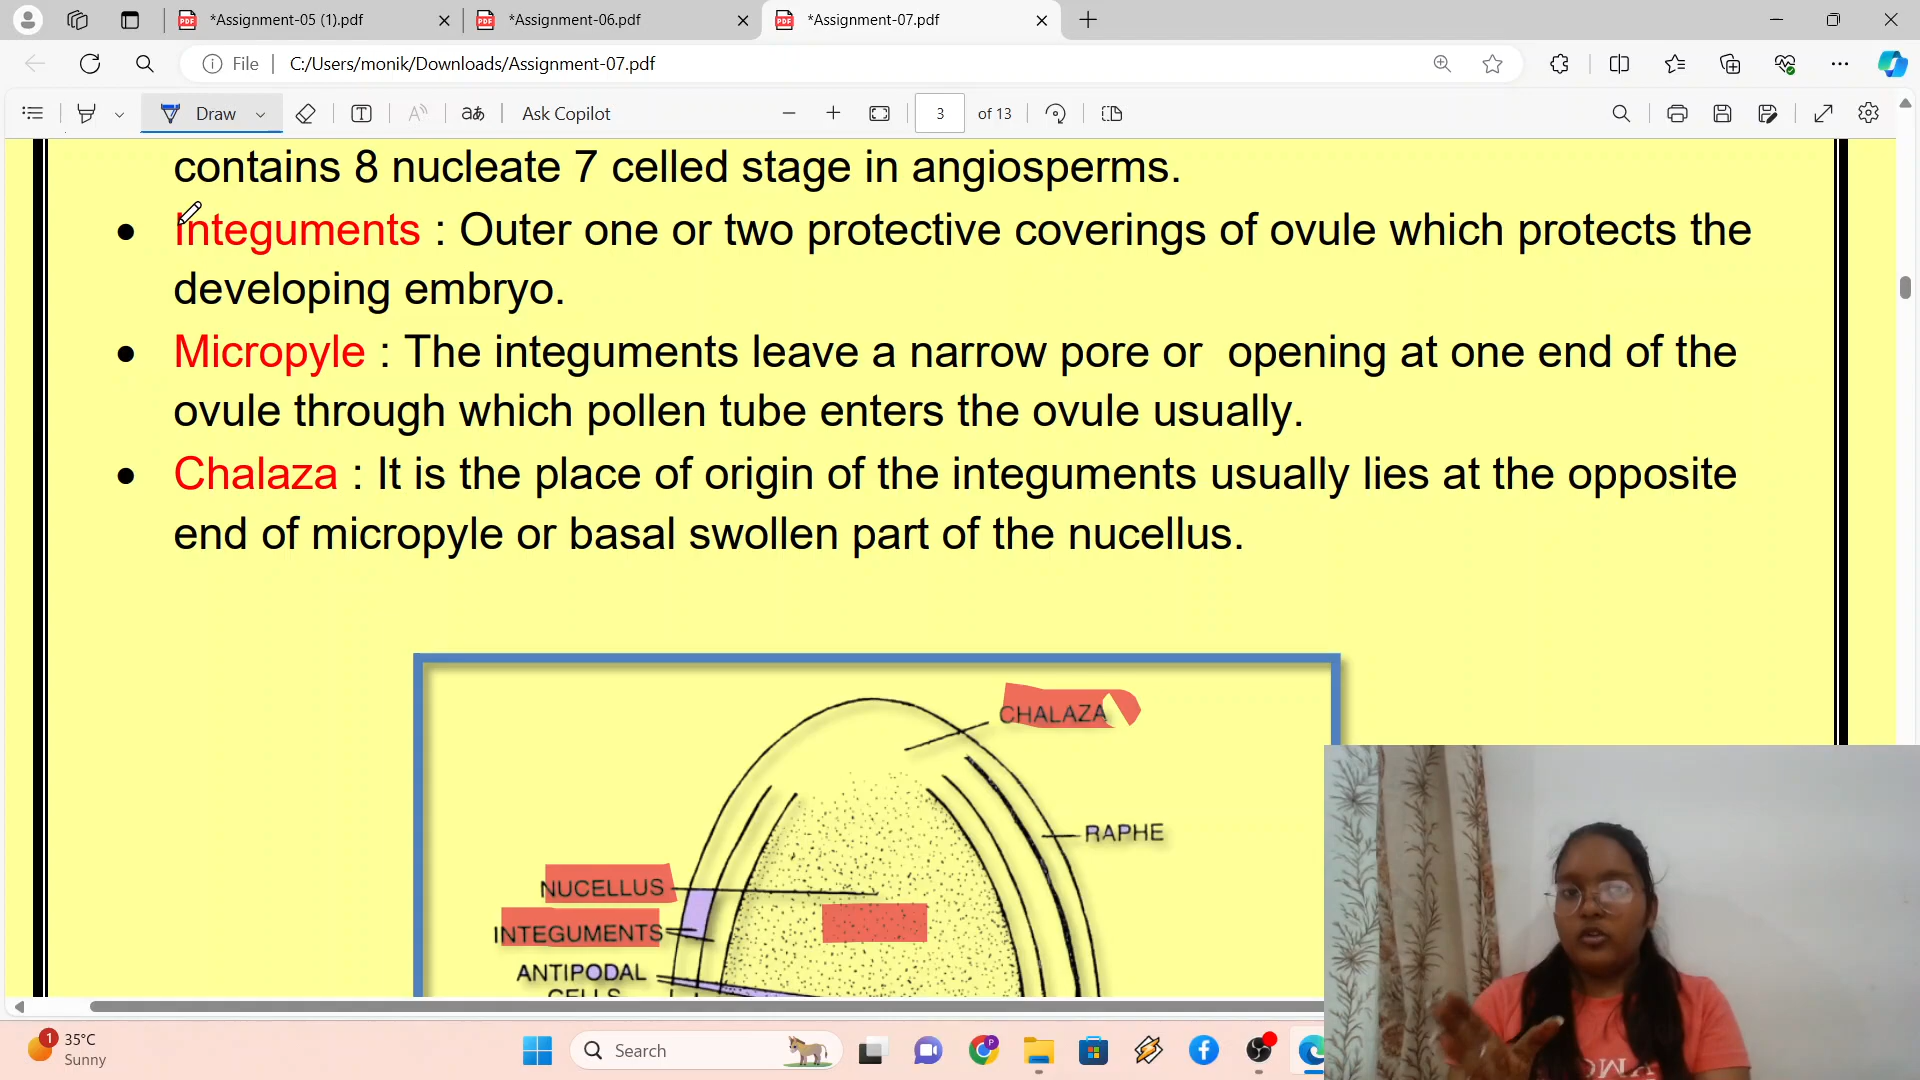 *Assignment-05 (1).pdf
*Assignment-06.pdf
*Assignment-07.pdf
File
C:/Users/monik/Downloads/Assignment-07.pdf
Draw
Ask Copilot
3
of 13
contains 8 nucleate 7 celled stage in angiosperms.
• Integuments : Outer one or two protective coverings of ovule which protects the
developing embryo.
• Micropyle : The integuments leave a narrow pore or opening at one end of the
ovule through which pollen tube enters the ovule usually.
• Chalaza : It is the place of origin of the integuments usually lies at the opposite
end of micropyle or basal swollen part of the nucellus.
CHALAZA
RAPHE
NUCELLUS
INTEGUMENTS
ANTIPODAL
CELLS
1
35°C
Sunny
Search